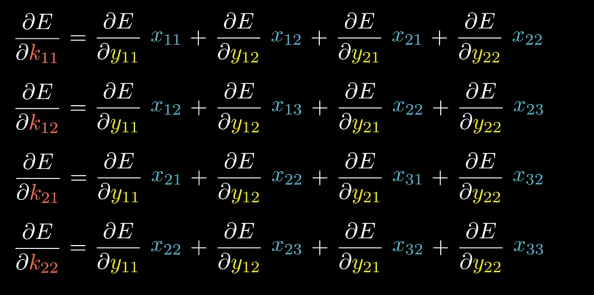 ∂E/∂k₁₁ = ∂E/∂y₁₁ x₁₁ + ∂E/∂y₁₂ x₁₂ + ∂E/∂y₂₁ x₂₁ + ∂E/∂y₂₂ x₂₂
∂E/∂k₁₂ = ∂E/∂y₁₁ x₁₂ + ∂E/∂y₁₂ x₁₃ + ∂E/∂y₂₁ x₂₂ + ∂E/∂y₂₂ x₂₃
∂E/∂k₂₁ = ∂E/∂y₁₁ x₂₁ + ∂E/∂y₁₂ x₂₂ + ∂E/∂y₂₁ x₃₁ + ∂E/∂y₂₂ x₃₂
∂E/∂k₂₂ = ∂E/∂y₁₁ x₂₂ + ∂E/∂y₁₂ x₂₃ + ∂E/∂y₂₁ x₃₂ + ∂E/∂y₂₂ x₃₃